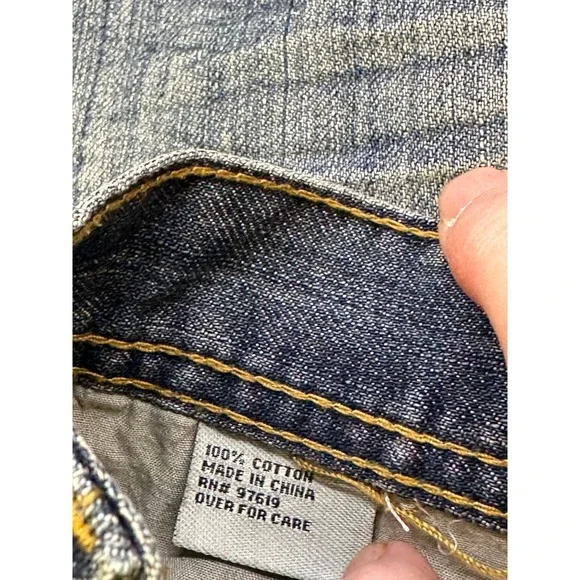 100% COTTON
MADE IN CHINA
RN# 97619
OVER FOR CARE